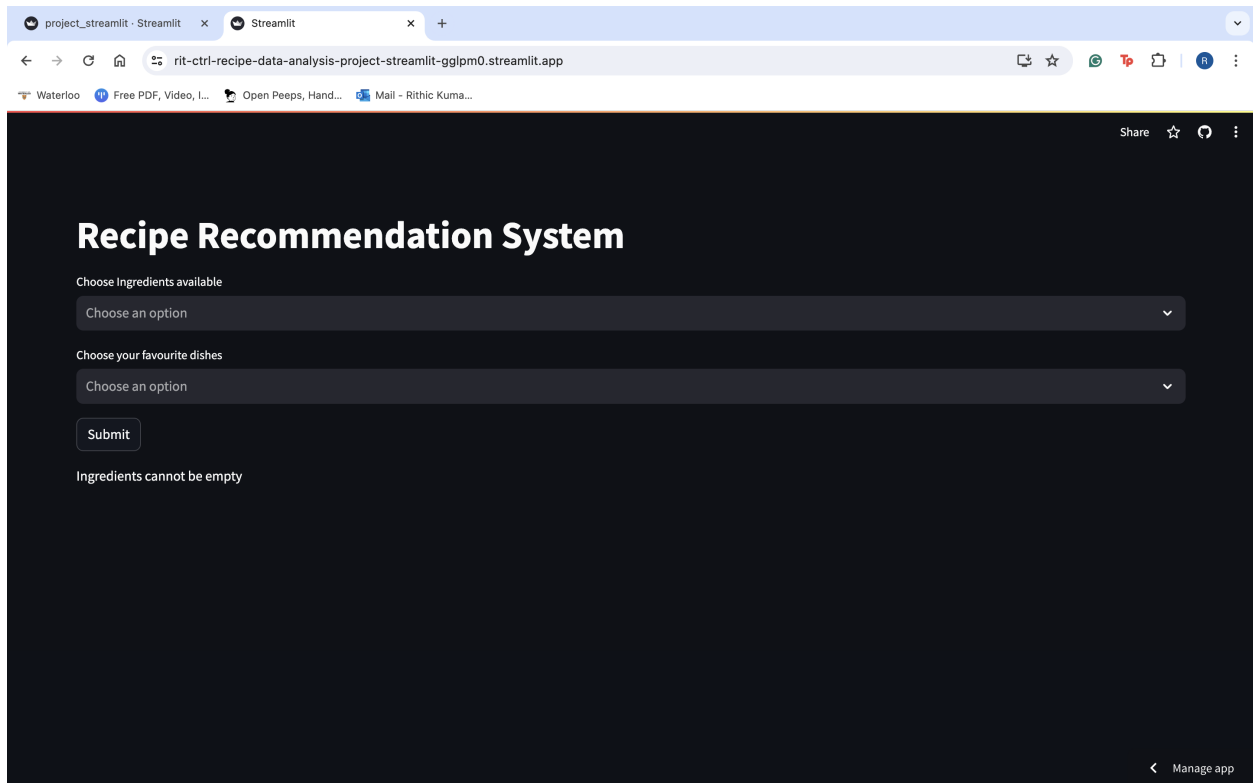 project_streamlit · Streamlit
Streamlit
rit-ctrl-recipe-data-analysis-project-streamlit-gglpm0.streamlit.app
R
Waterloo
Free PDF, Video, I...
Open Peeps, Hand...
Mail - Rithic Kuma...
Share
Recipe Recommendation System
Choose Ingredients available
Choose an option
Choose your favourite dishes
Choose an option
Submit
Ingredients cannot be empty
Manage app